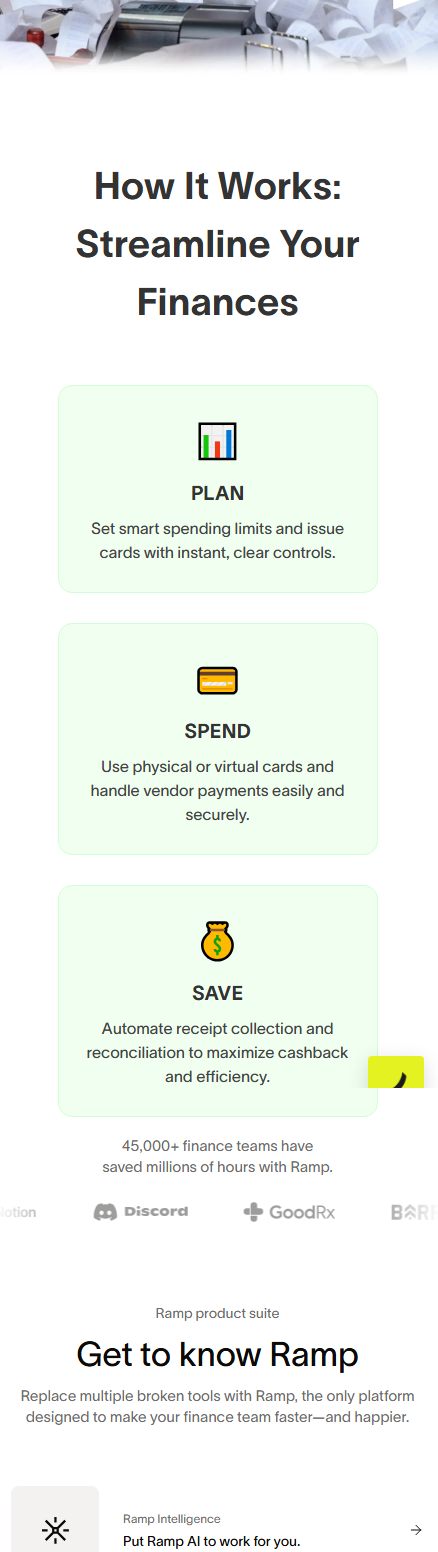 How It Works:
Streamline Your
Finances
PLAN
Set smart spending limits and issue
cards with instant, clear controls.
SPEND
Use physical or virtual cards and
handle vendor payments easily and
securely.
SAVE
Automate receipt collection and
reconciliation to maximize cashback
and efficiency.
45,000+ finance teams have
saved millions of hours with Ramp.
Discord GoodRx
Ramp product suite
Get to know Ramp
Replace multiple broken tools with Ramp, the only platform
designed to make your finance team faster—and happier.
Ramp Intelligence
Put Ramp AI to work for you.